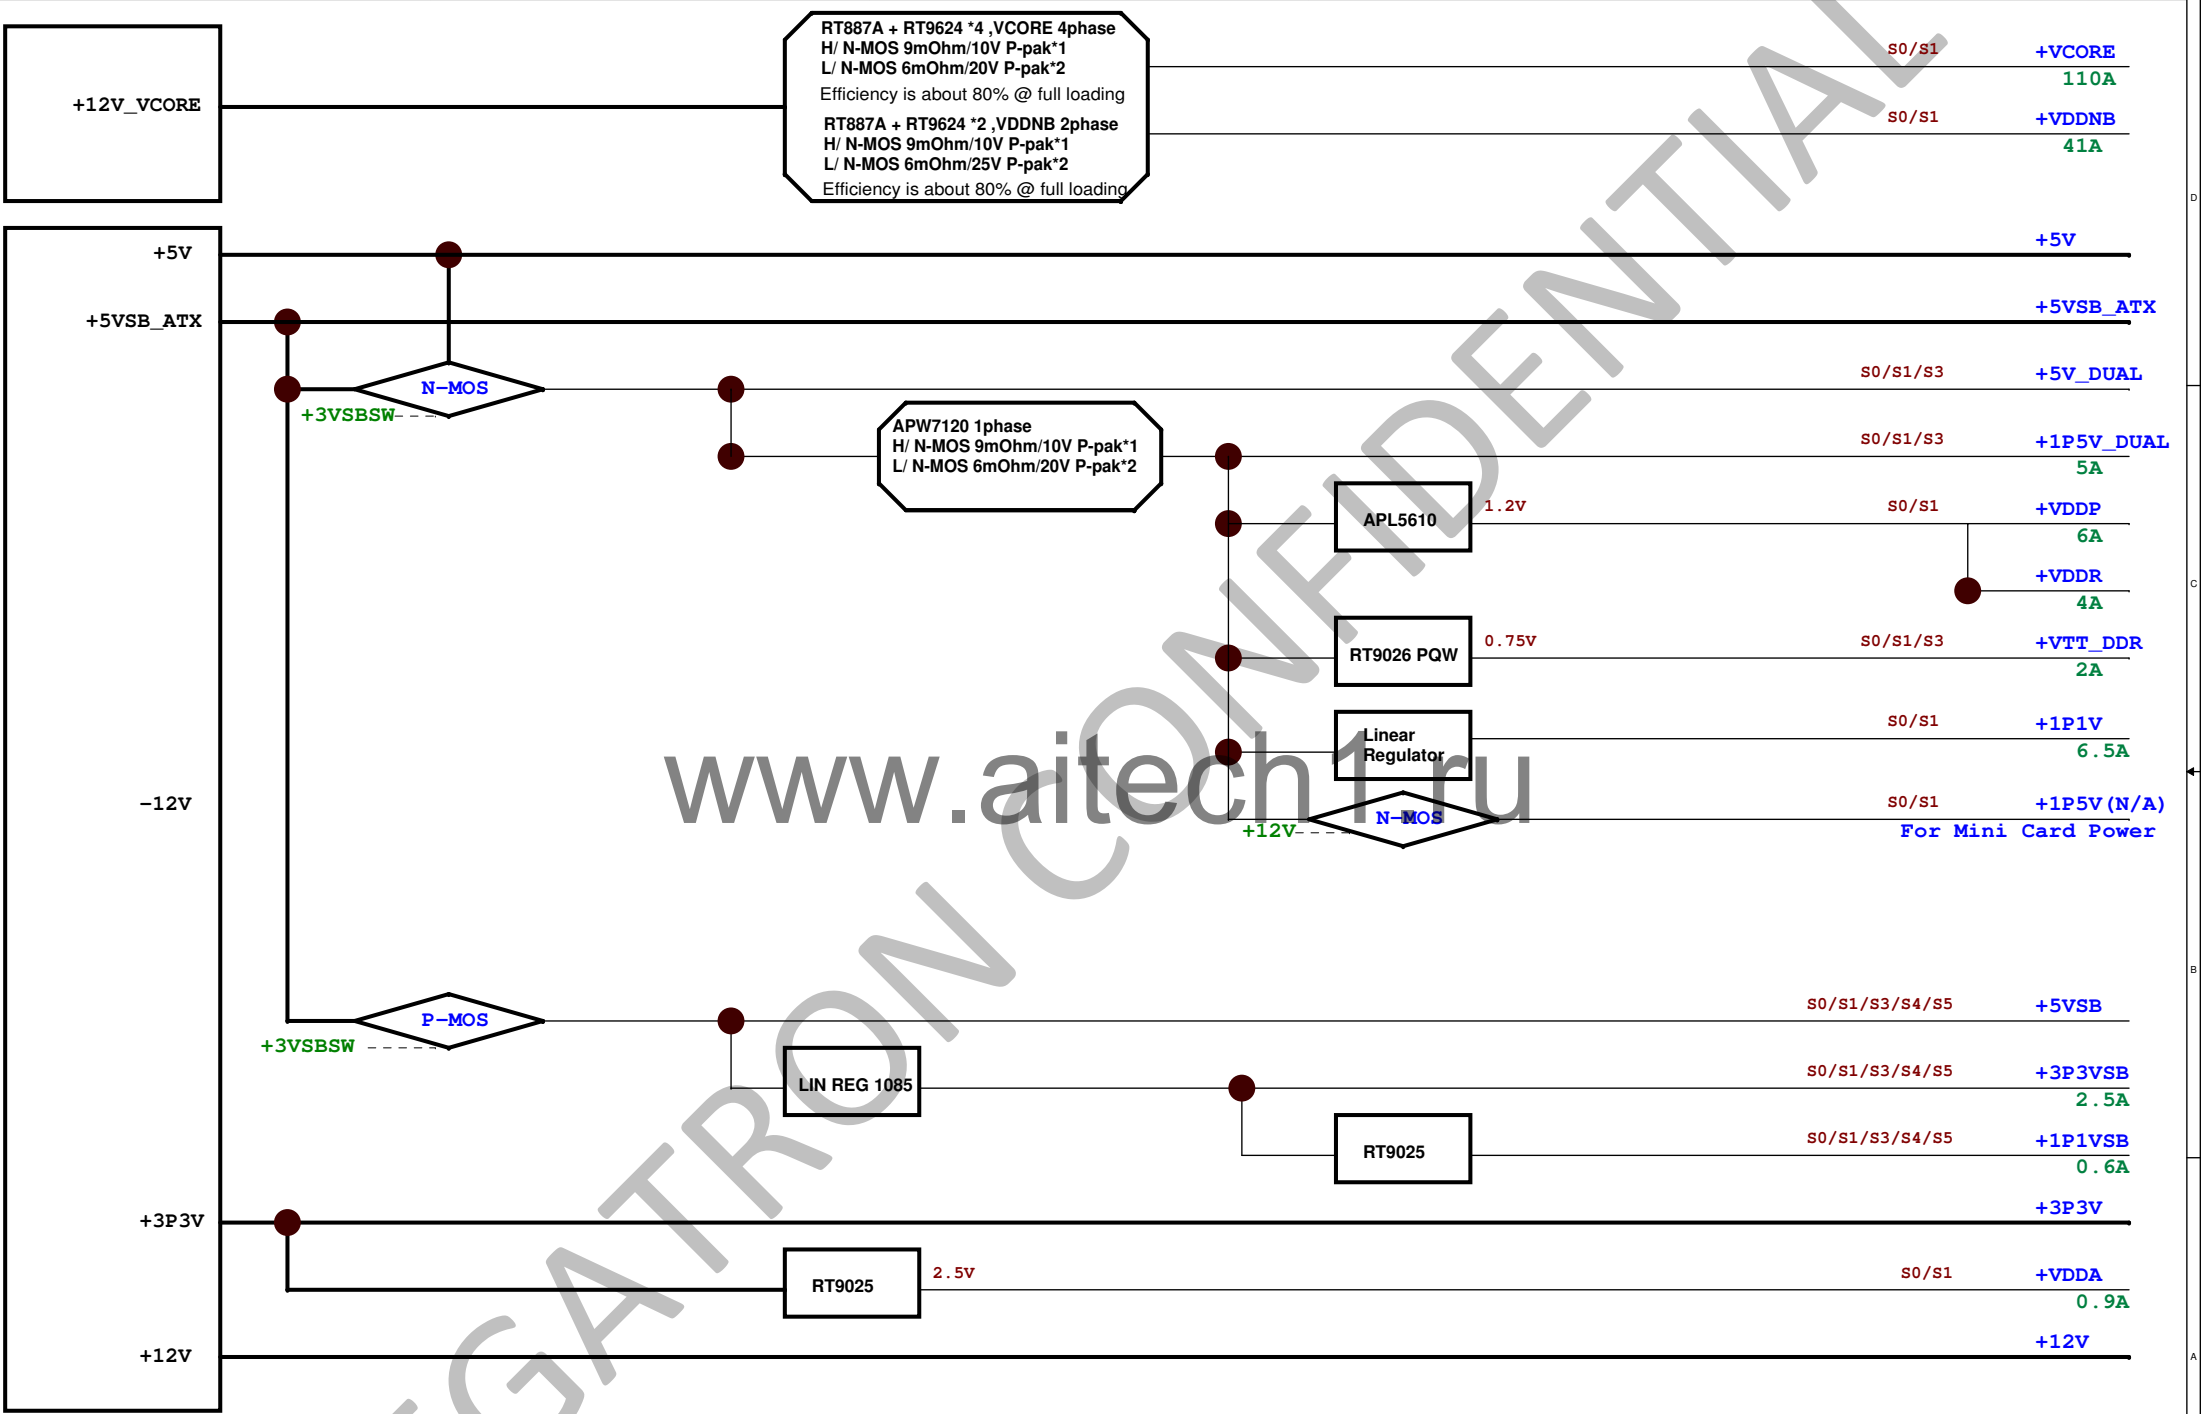 RT887A + RT9624 *4 ,VCORE 4phase
H/ N-MOS 9mOhm/10V P-pak*1
L/ N-MOS 6mOhm/20V P-pak*2
Efficiency is about 80% @ full loading
RT887A + RT9624 *2 ,VDDNB 2phase
H/ N-MOS 9mOhm/10V P-pak*1
L/ N-MOS 6mOhm/25V P-pak*2
Efficiency is about 80% @ full loading
+12V_VCORE
S0/S1 +VCORE
110A
S0/S1 +VDDNB
41A
D
+5V +5V
+5VSB_ATX +5VSB_ATX
N-MOS S0/S1/S3 +5V_DUAL
+3VSBSW
APW7120 1phase
H/ N-MOS 9mOhm/10V P-pak*1
L/ N-MOS 6mOhm/20V P-pak*2
S0/S1/S3 +1P5V_DUAL
5A
APL5610 1.2V S0/S1 +VDDP
6A
+VDDR
4A
C
RT9026 PQW 0.75V S0/S1/S3 +VTT_DDR
2A
Linear
Regulator
S0/S1 +1P1V
6.5A
-12V
N-MOS S0/S1 +1P5V(N/A)
+12V For Mini Card Power
B
P-MOS S0/S1/S3/S4/S5 +5VSB
+3VSBSW
LIN REG 1085 S0/S1/S3/S4/S5 +3P3VSB
2.5A
RT9025 S0/S1/S3/S4/S5 +1P1VSB
0.6A
+3P3V +3P3V
RT9025 2.5V S0/S1 +VDDA
0.9A
+12V +12V
A
www.aitech1.ru
EGATRON CONFIDENTIAL